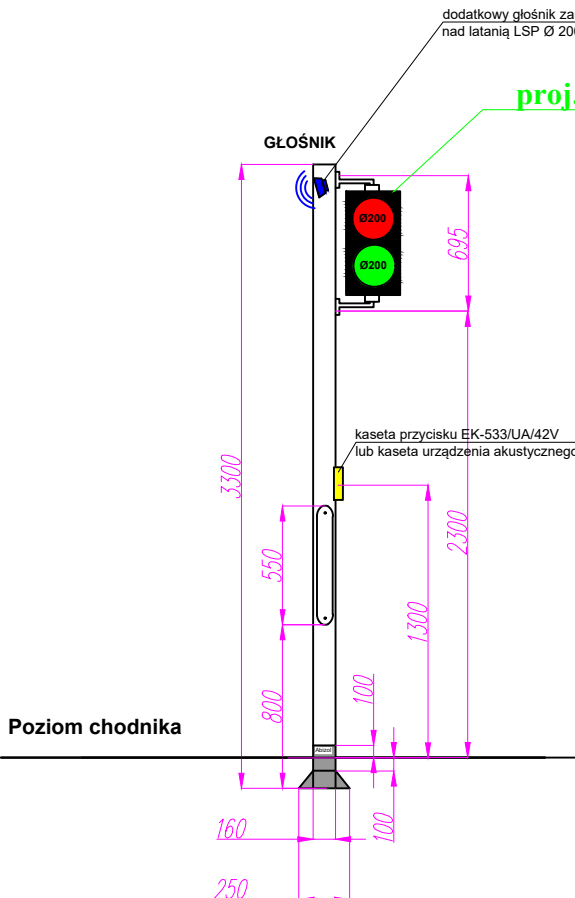 dodatkowy głośnik za
nad latanią LSP Ø 200
proj.
GŁOŚNIK
Ø200
Ø200
695
kaseta przycisku EK-533/UA/42V
lub kaseta urządzenia akustycznego
3300
2300
550
1300
800
100
Poziom chodnika
Abizol
100
160
250